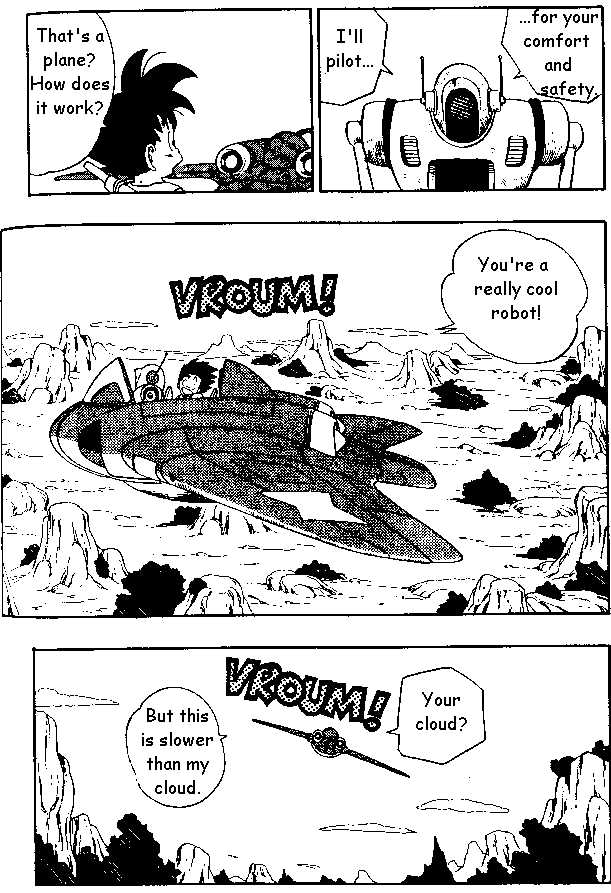 That's a
plane?
How does
it work?
I'll
pilot...
...for your
comfort
and
safety.
You're a
really cool
robot!
VROUM!
VROUM!
Your
cloud?
But this
is slower
than my
cloud.